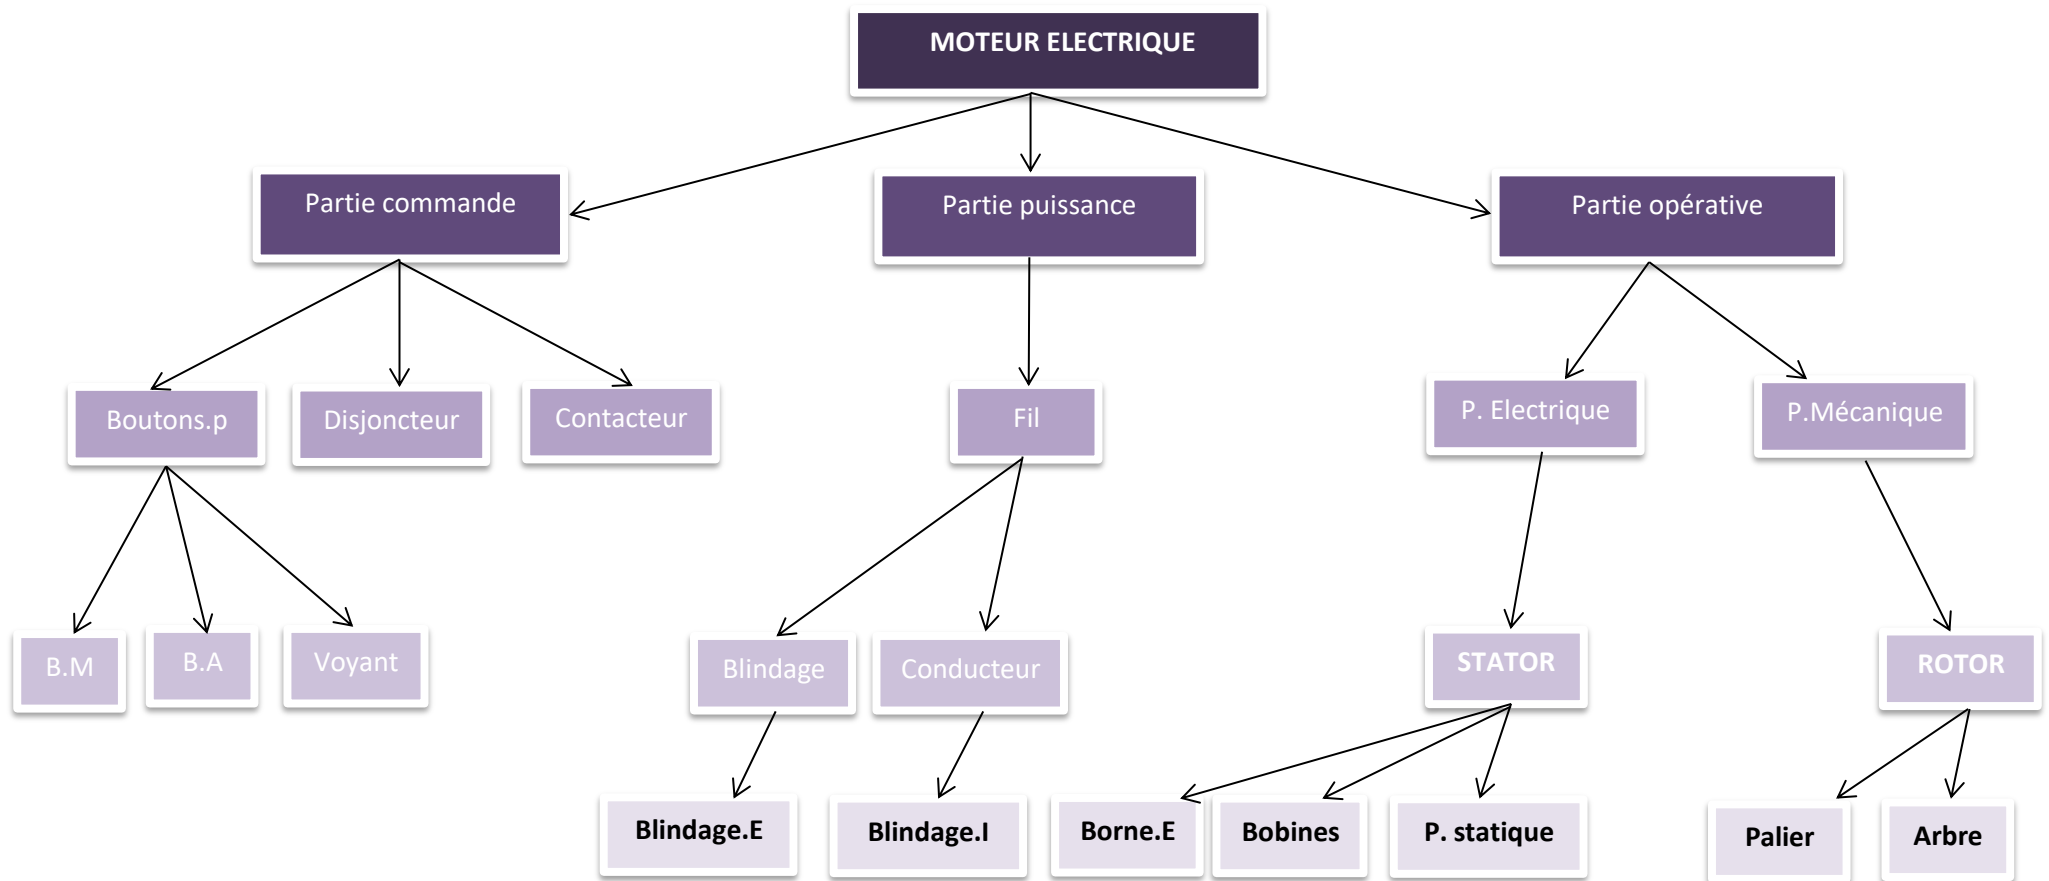 MOTEUR ELECTRIQUE
Partie commande
Partie puissance
Partie opérative
Boutons.p
Disjoncteur
Contacteur
Fil
P. Electrique
P.Mécanique
B.M
B.A
Voyant
Blindage
Conducteur
STATOR
ROTOR
Blindage.E
Blindage.I
Borne.E
Bobines
P. statique
Palier
Arbre